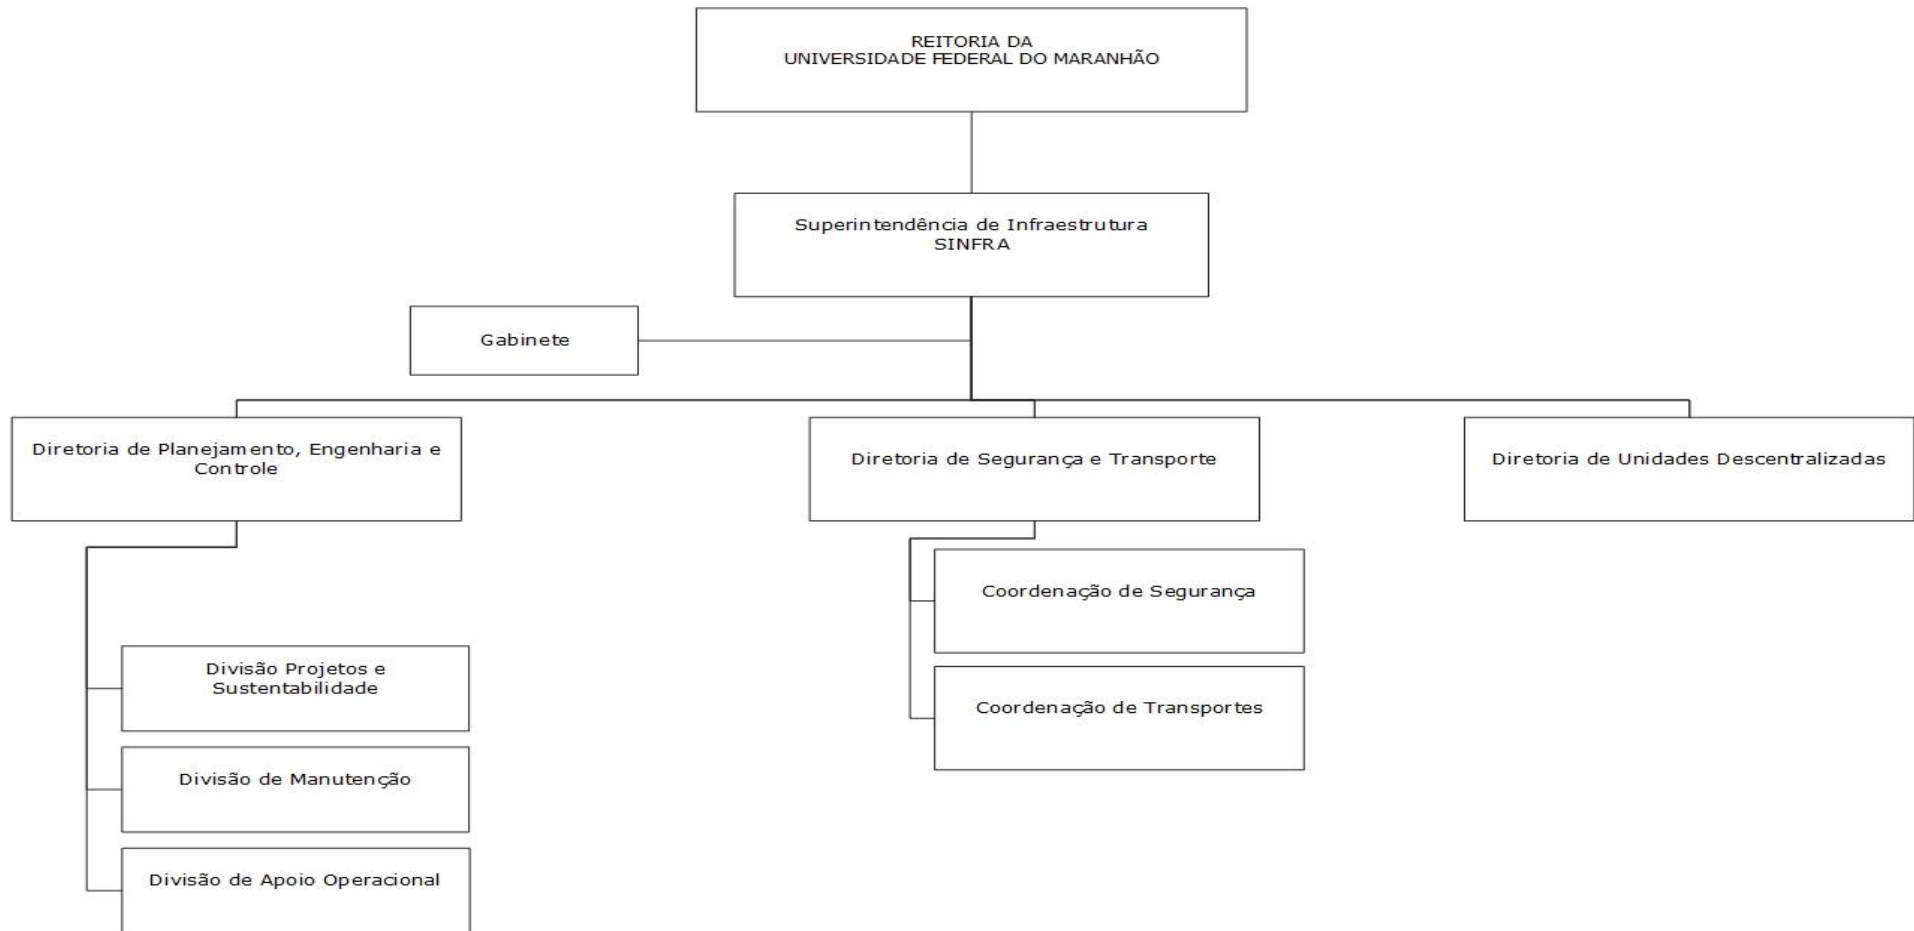 REITORIA DA
UNIVERSIDADE FEDERAL DO MARANHÃO
Superintendência de Infraestrutura
SINFRA
Gabinete
Diretoria de Planejamento, Engenharia e
Controle
Diretoria de Segurança e Transporte
Diretoria de Unidades Descentralizadas
Coordenação de Segurança
Coordenação de Transportes
Divisão Projetos e
Sustentabilidade
Divisão de Manutenção
Divisão de Apoio Operacional